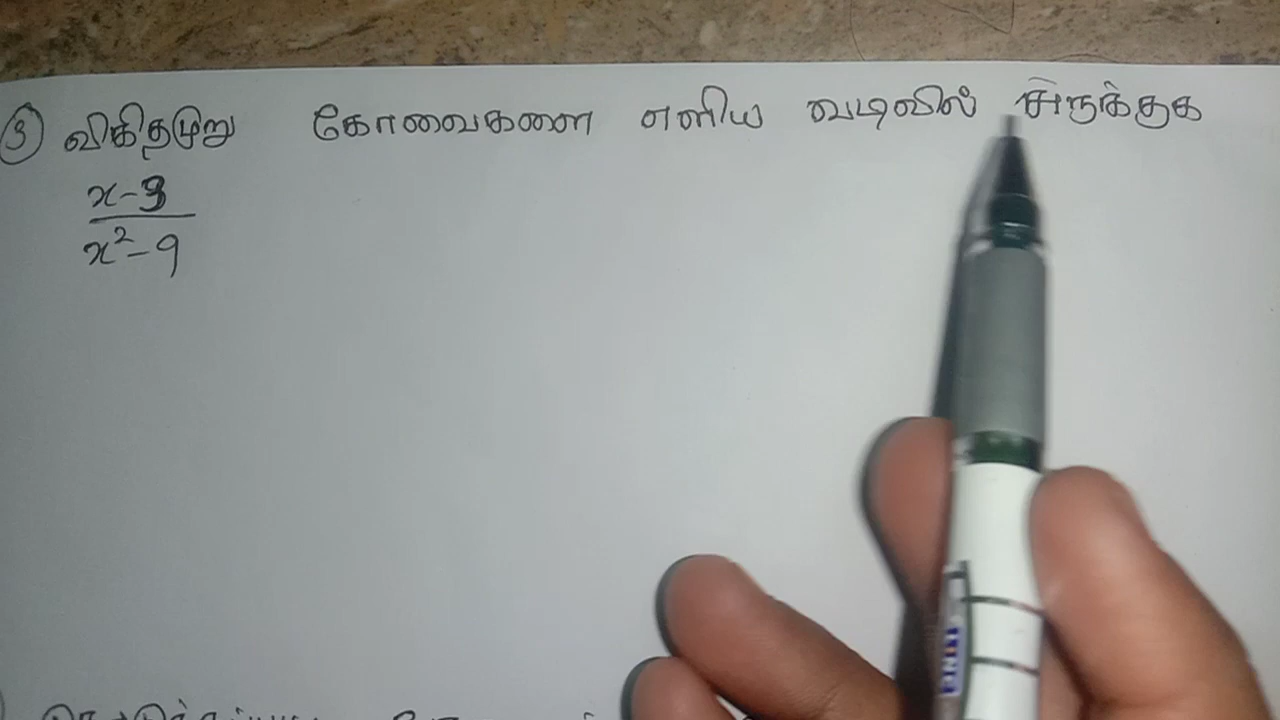 ③ விகிதமுறு கோவைகளை எளிய வடிவில் சுருக்குக
x-3
x²-9